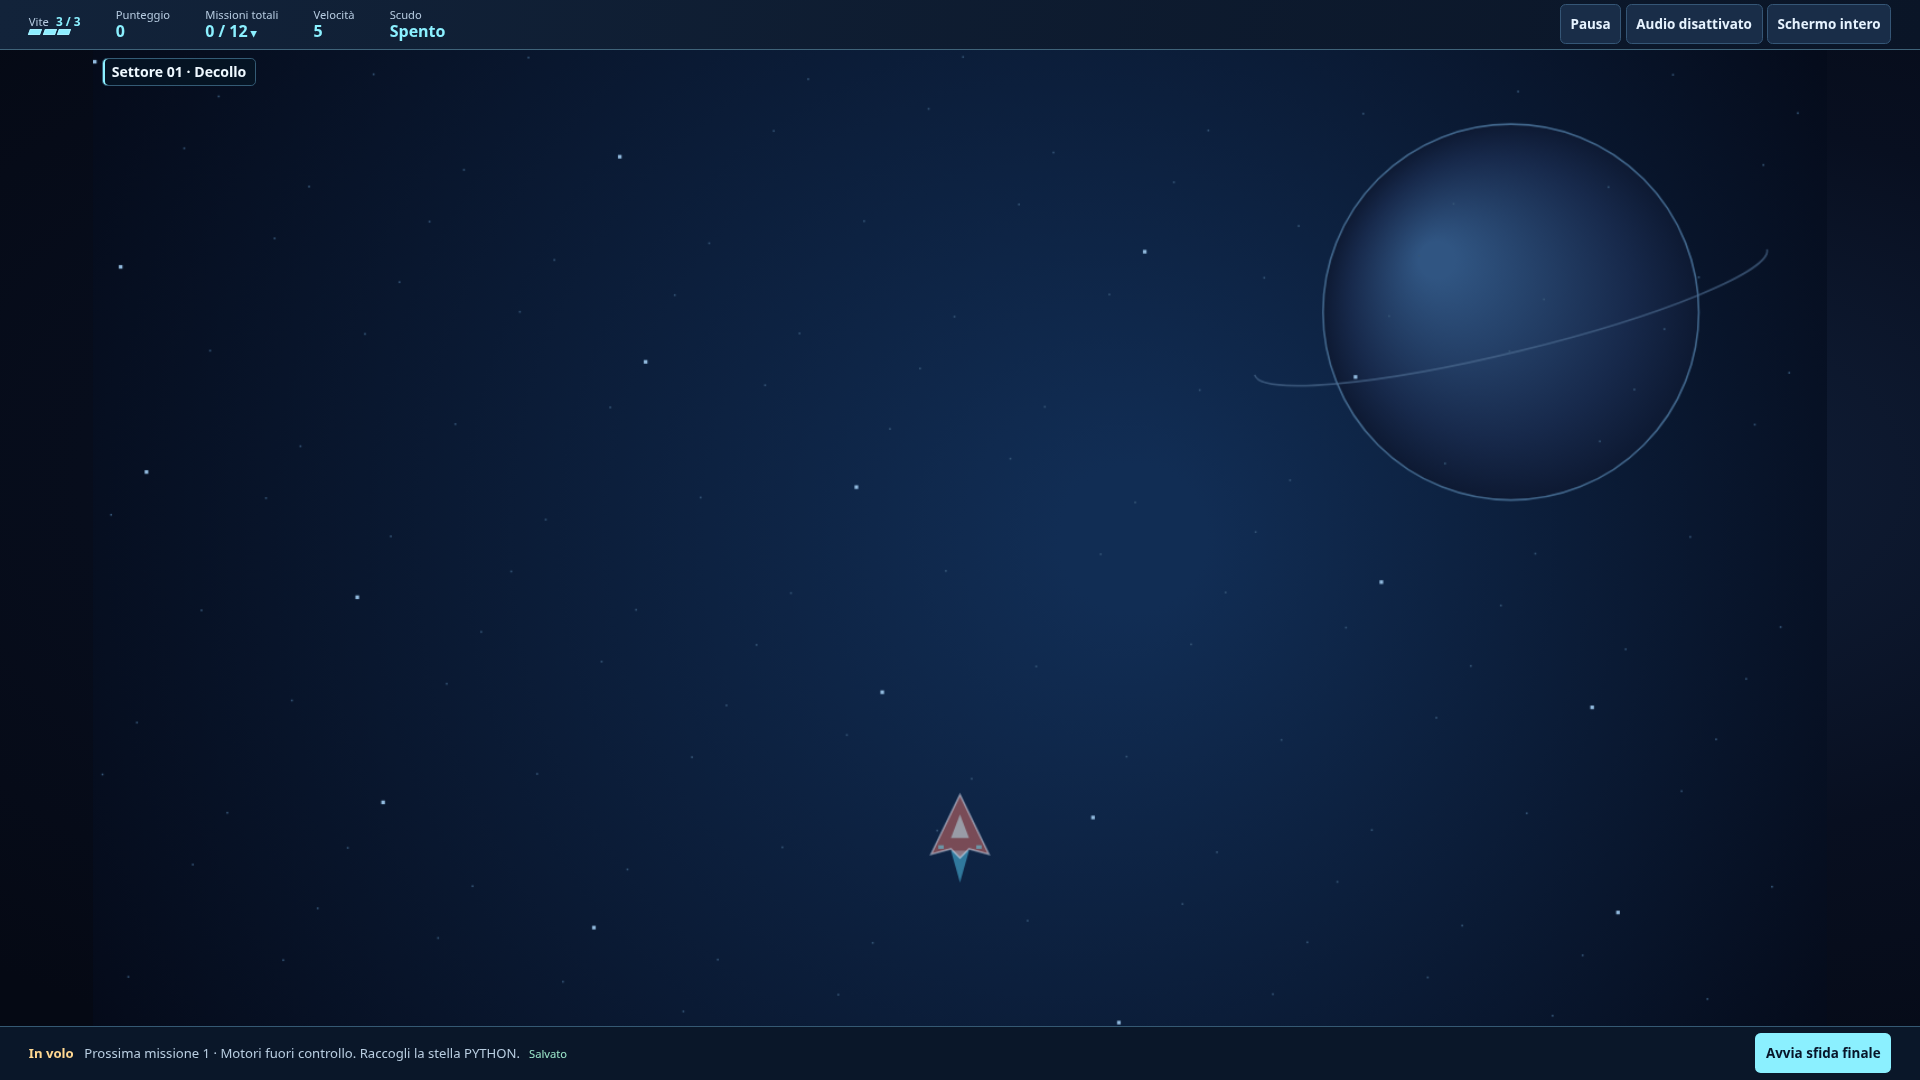 Vite 3 / 3
Punteggio
0
Missioni totali
0 / 12 ▾
Velocità
5
Scudo
Spento
Pausa
Audio disattivato
Schermo intero
Settore 01 · Decollo
In volo Prossima missione 1 · Motori fuori controllo. Raccogli la stella PYTHON. Salvato
Avvia sfida finale